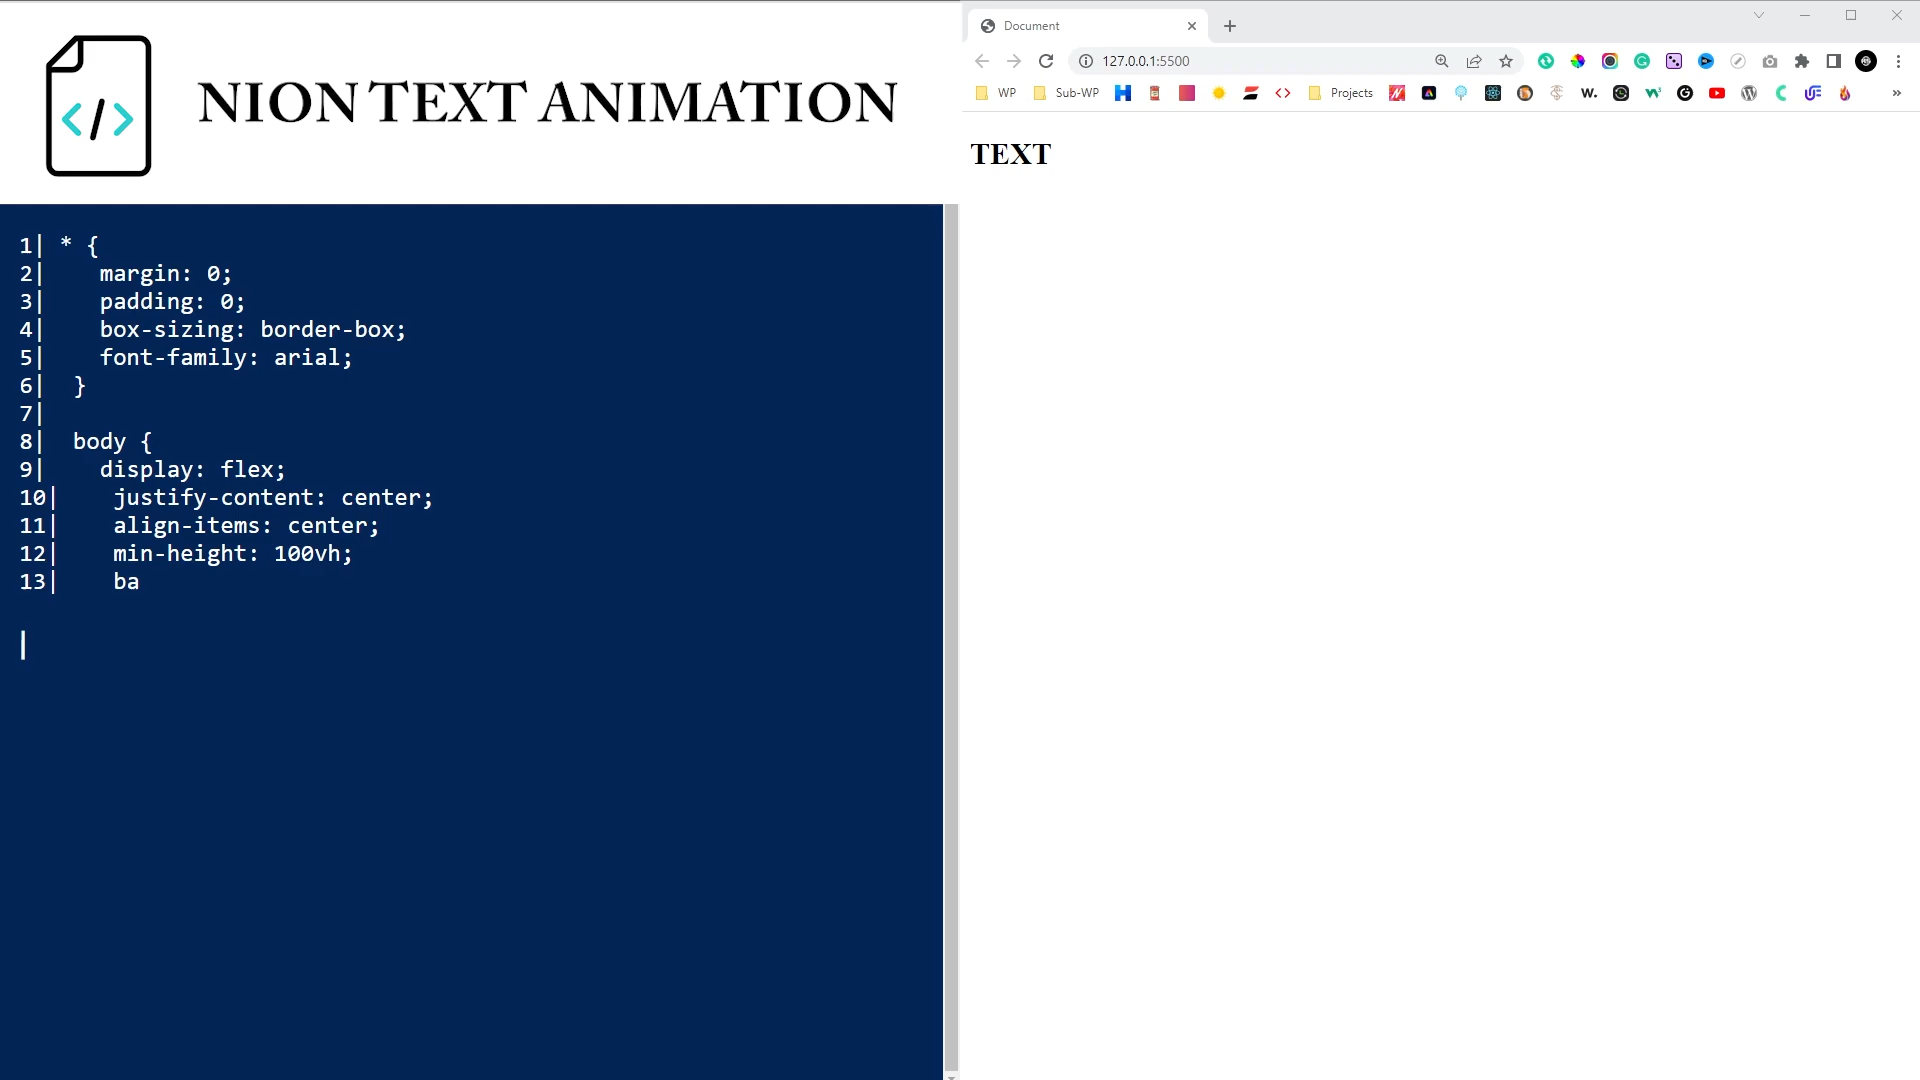 NION TEXT ANIMATION
1| * {
2|    margin: 0;
3|    padding: 0;
4|    box-sizing: border-box;
5|    font-family: arial;
6|  }
7|
8|  body {
9|    display: flex;
10|    justify-content: center;
11|    align-items: center;
12|    min-height: 100vh;
13|    ba
Document
127.0.0.1:5500
WP Sub-WP Projects W.
TEXT